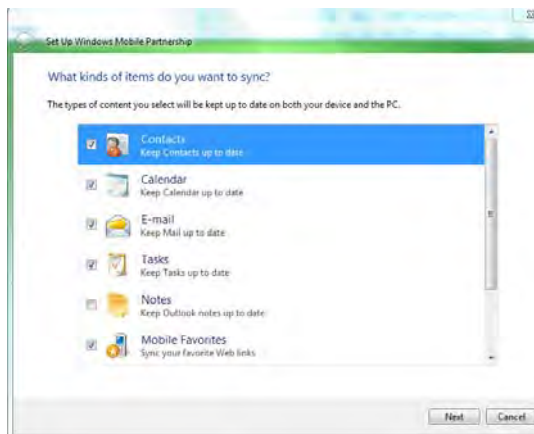 Set Up Windows Mobile Partnership
What kinds of items do you want to sync?
The types of content you select will be kept up to date on both your device and the PC.
Contacts
Keep Contacts up to date
Calendar
Keep Calendar up to date
E-mail
Keep Mail up to date
Tasks
Keep Tasks up to date
Notes
Keep Outlook notes up to date
Mobile Favorites
Sync your favorite Web links
Next Cancel